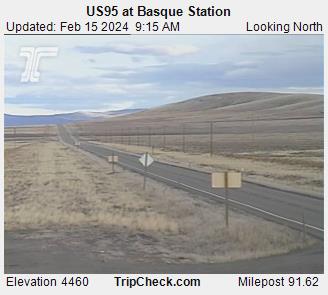 US95 at Basque Station
Updated: Feb 15 2024 9:15 AM Looking North
Elevation 4460 TripCheck.com Milepost 91.62